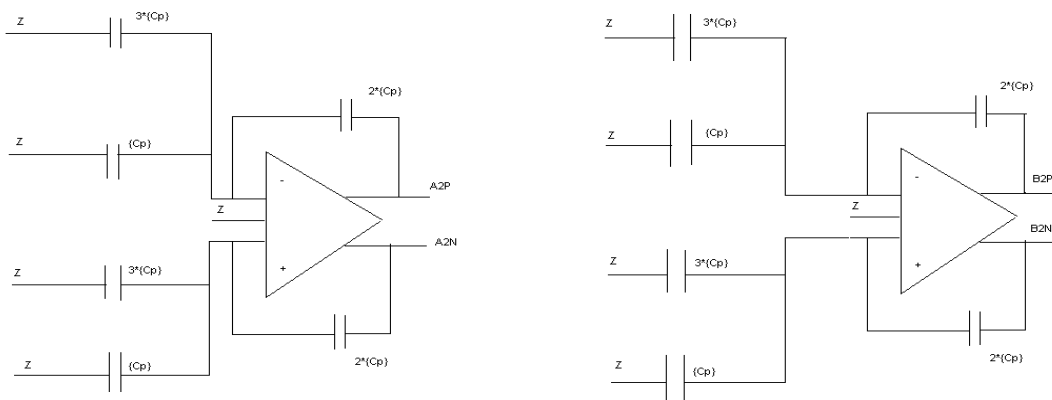 Z 3*{Cp}
Z {Cp}
2*{Cp}
-
Z
+
A2P
A2N
Z 3*{Cp}
Z {Cp}
2*{Cp}
Z 3*{Cp}
Z {Cp}
2*{Cp}
-
Z
+
B2P
B2N
Z 3*{Cp}
Z {Cp}
2*{Cp}